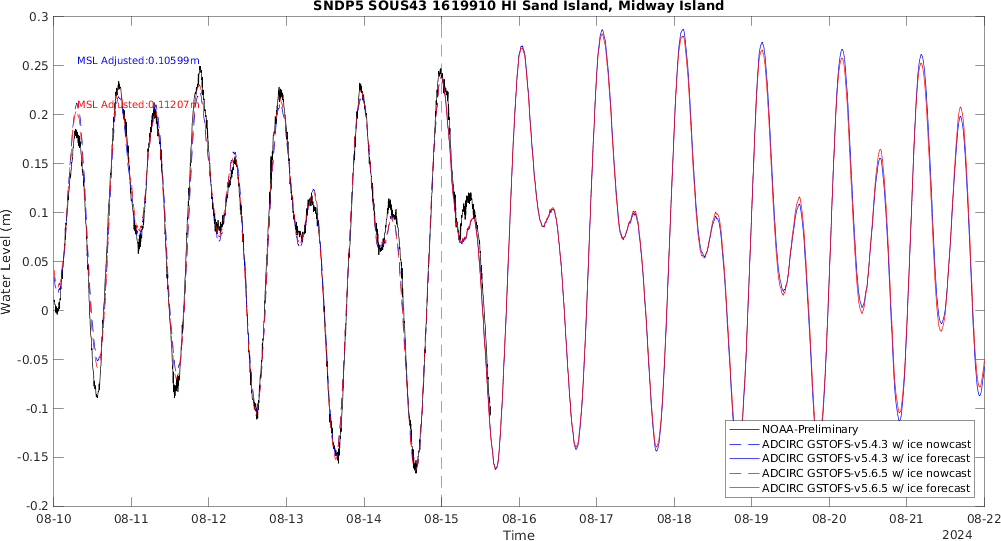 SNDP5 SOUS43 1619910 HI Sand Island, Midway Island
0.3
0.25
0.2
0.15
0.1
0.05
0
-0.05
-0.1
-0.15
-0.2
Water Level (m)
MSL Adjusted:0.10599m
MSL Adjusted:0.11207m
NOAA-Preliminary
ADCIRC GSTOFS-v5.4.3 w/ ice nowcast
ADCIRC GSTOFS-v5.4.3 w/ ice forecast
ADCIRC GSTOFS-v5.6.5 w/ ice nowcast
ADCIRC GSTOFS-v5.6.5 w/ ice forecast
08-10 08-11 08-12 08-13 08-14 08-15 08-16 08-17 08-18 08-19 08-20 08-21 08-22
Time
2024